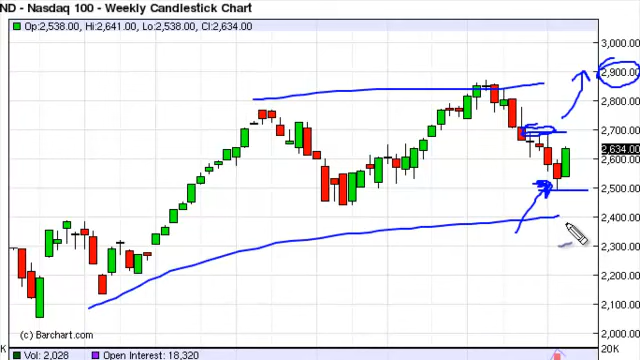 ND - Nasdaq 100 - Weekly Candlestick Chart
Op:2,538.00, Hi:2,641.00, Lo:2,538.00, Cl:2,634.00
3,000.00
2,900.00
2,800.00
2,700.00
2,634.00
2,600.00
2,500.00
2,400.00
2,300.00
2,200.00
2,100.00
2,000.00
(c) Barchart.com
K
Vol: 2,028
Open Interest: 18,320
20K